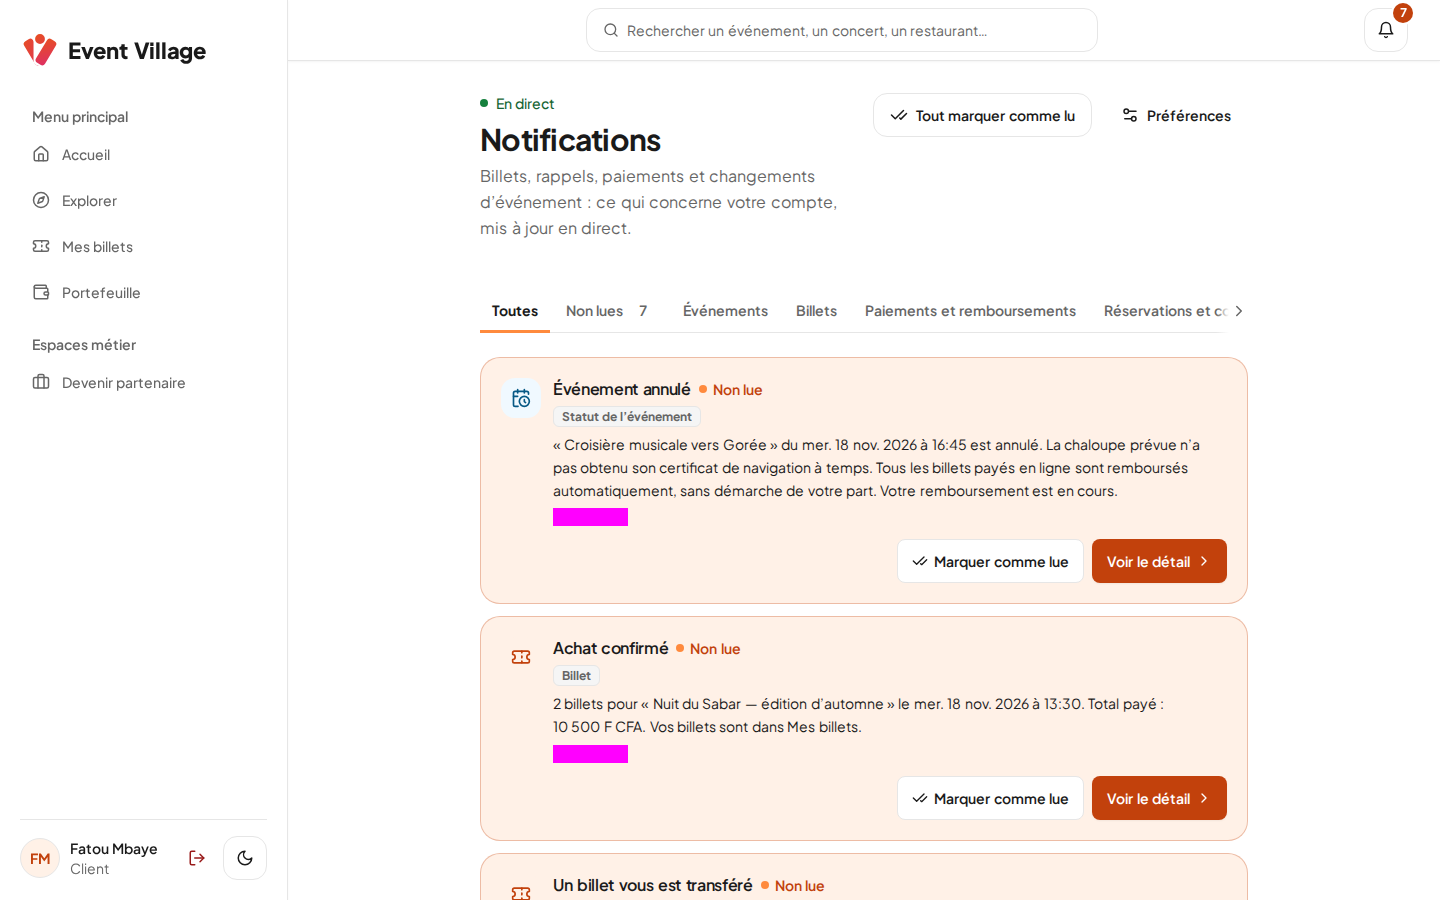 Event Village
Rechercher un événement, un concert, un restaurant...
7
Menu principal
Accueil
Explorer
Mes billets
Portefeuille
Espaces métier
Devenir partenaire
FM
Fatou Mbaye
Client
En direct
Notifications
Billets, rappels, paiements et changements
d’événement : ce qui concerne votre compte,
mis à jour en direct.
Tout marquer comme lu
Préférences
Toutes
Non lues 7
Événements
Billets
Paiements et remboursements
Réservations et
Événement annulé
Non lue
Statut de l’événement
« Croisière musicale vers Gorée » du mer. 18 nov. 2026 à 16:45 est annulé. La chaloupe prévue n’a
pas obtenu son certificat de navigation à temps. Tous les billets payés en ligne sont remboursés
automatiquement, sans démarche de votre part. Votre remboursement est en cours.
Marquer comme lue
Voir le détail
Achat confirmé
Non lue
Billet
2 billets pour « Nuit du Sabar — édition d’automne » le mer. 18 nov. 2026 à 13:30. Total payé :
10 500 F CFA. Vos billets sont dans Mes billets.
Marquer comme lue
Voir le détail
Un billet vous est transféré
Non lue